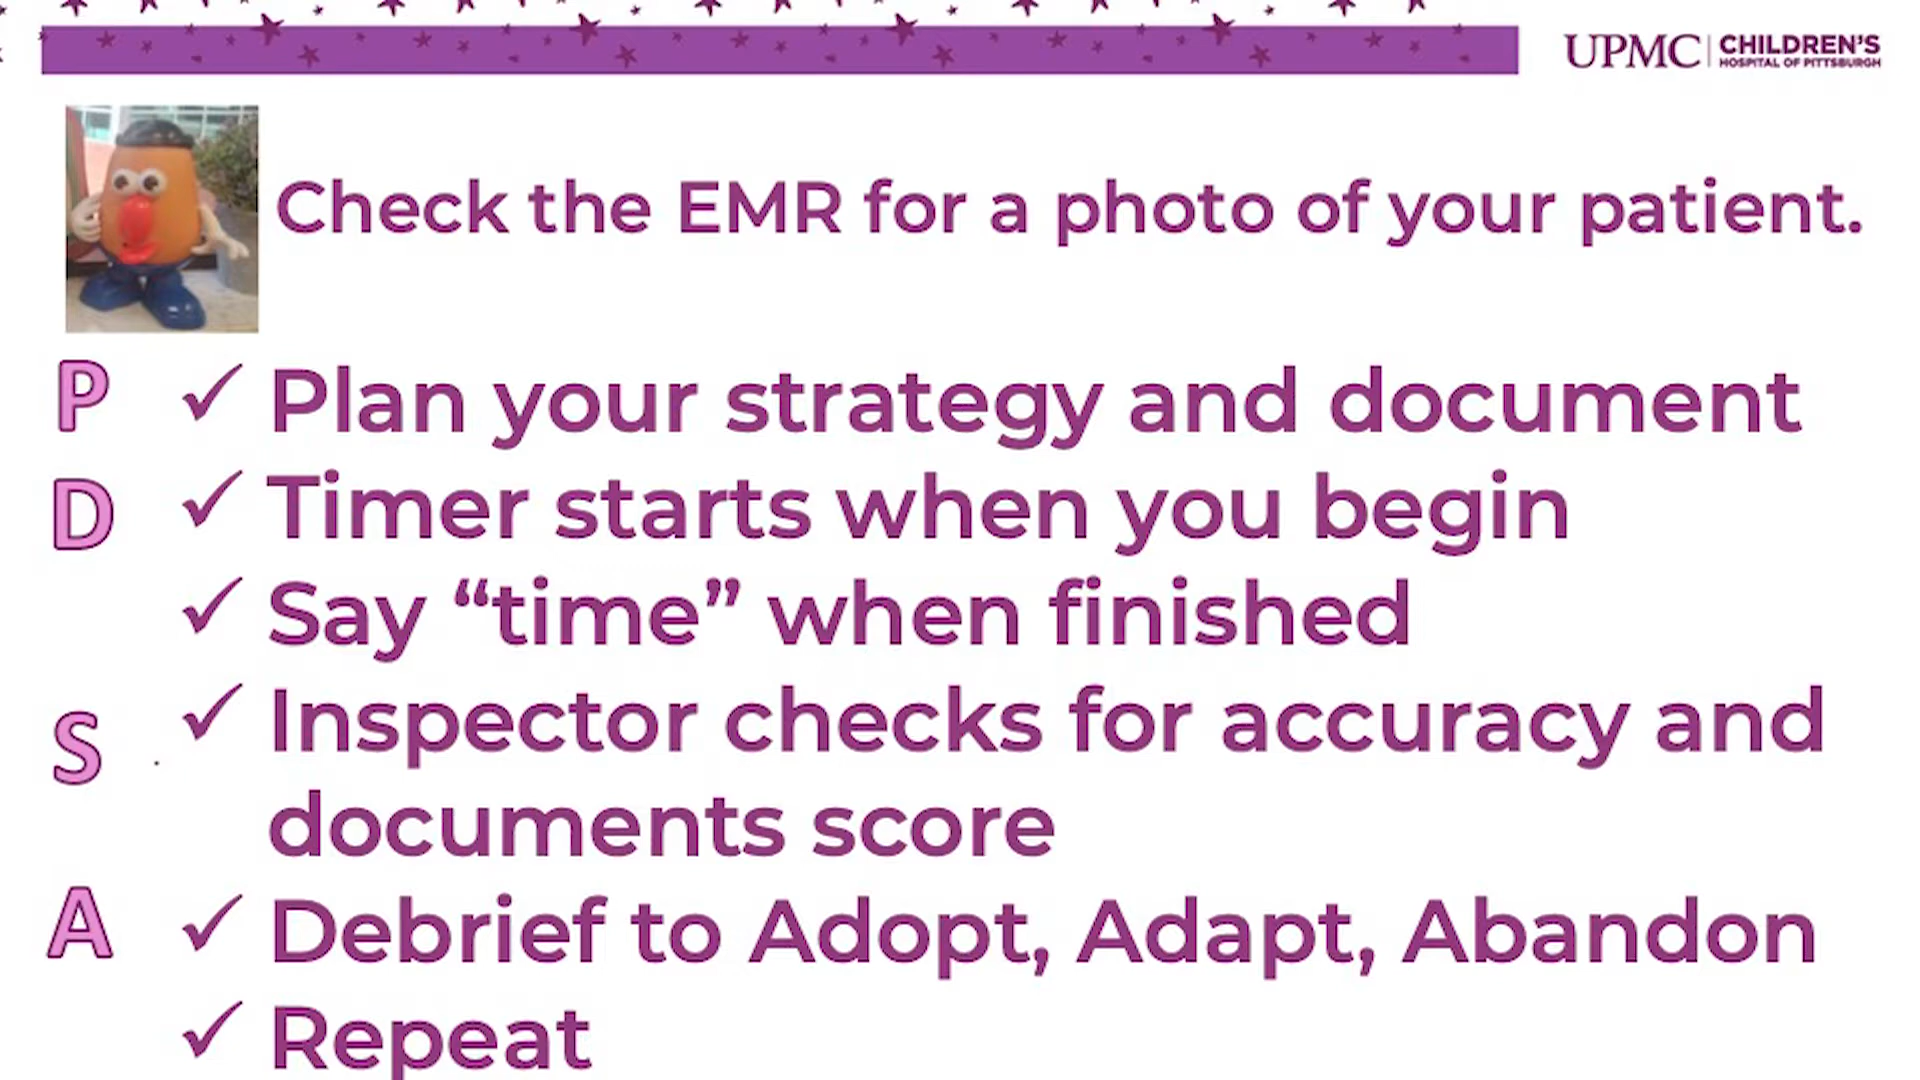 UPMC | CHILDREN'S
HOSPITAL OF PITTSBURGH
Check the EMR for a photo of your patient.
P ✓ Plan your strategy and document
D ✓ Timer starts when you begin
✓ Say “time” when finished
S ✓ Inspector checks for accuracy and
documents score
A ✓ Debrief to Adopt, Adapt, Abandon
✓ Repeat